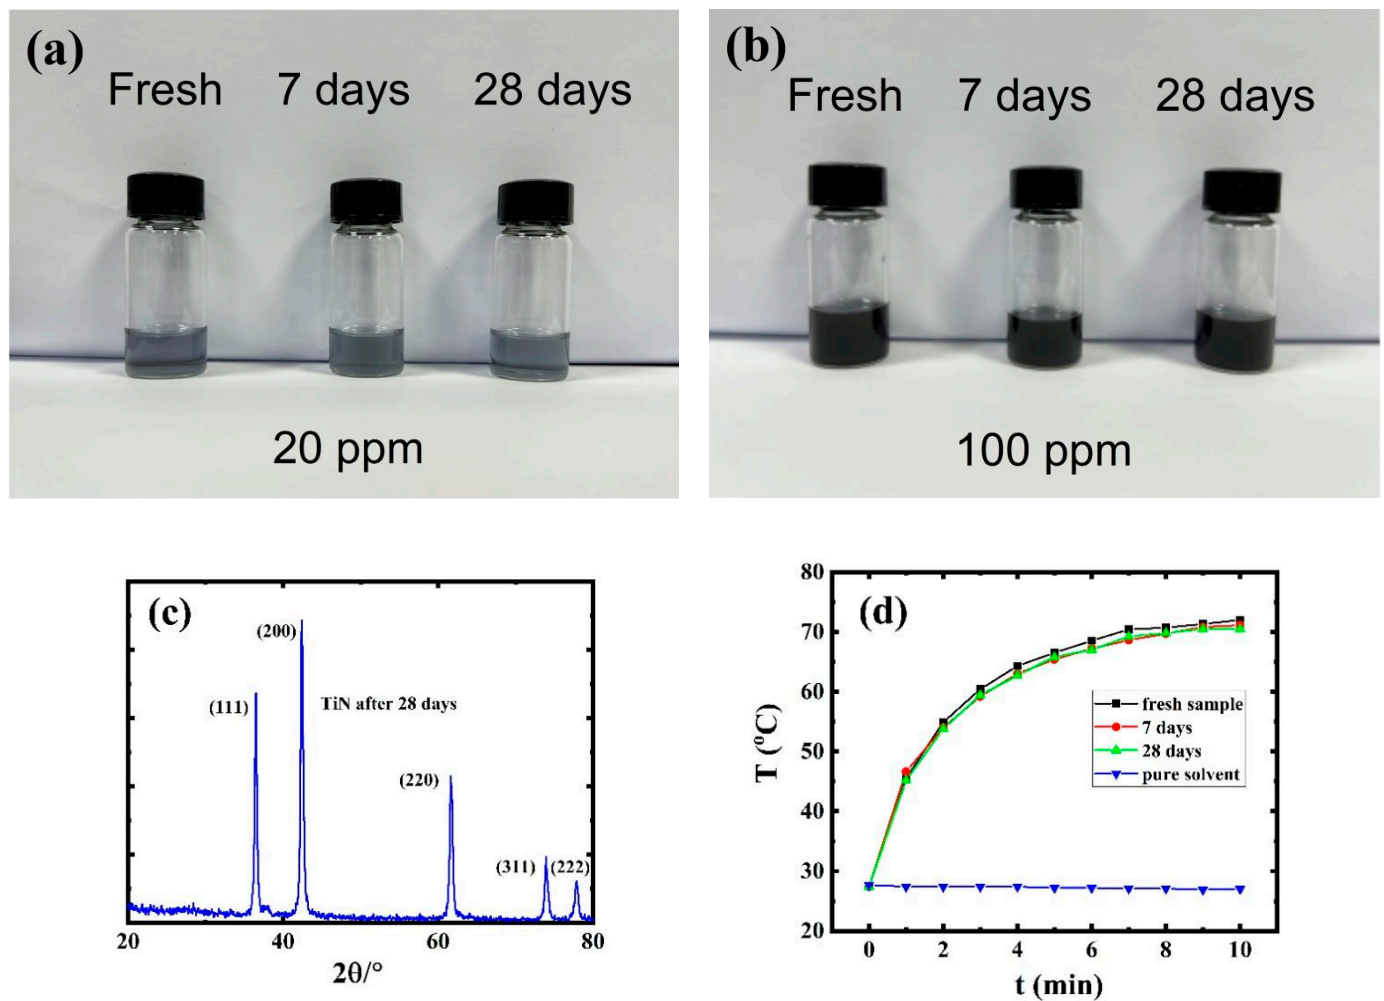 (a)
Fresh 7 days 28 days
20 ppm
(b)
Fresh 7 days 28 days
100 ppm
(c)
(200)
(111)
TiN after 28 days
(220)
(311) (222)
20 40 60 80
2θ/°
(d)
80
70
60
50
40
30
20
T (°C)
fresh sample
7 days
28 days
pure solvent
0 2 4 6 8 10
t (min)